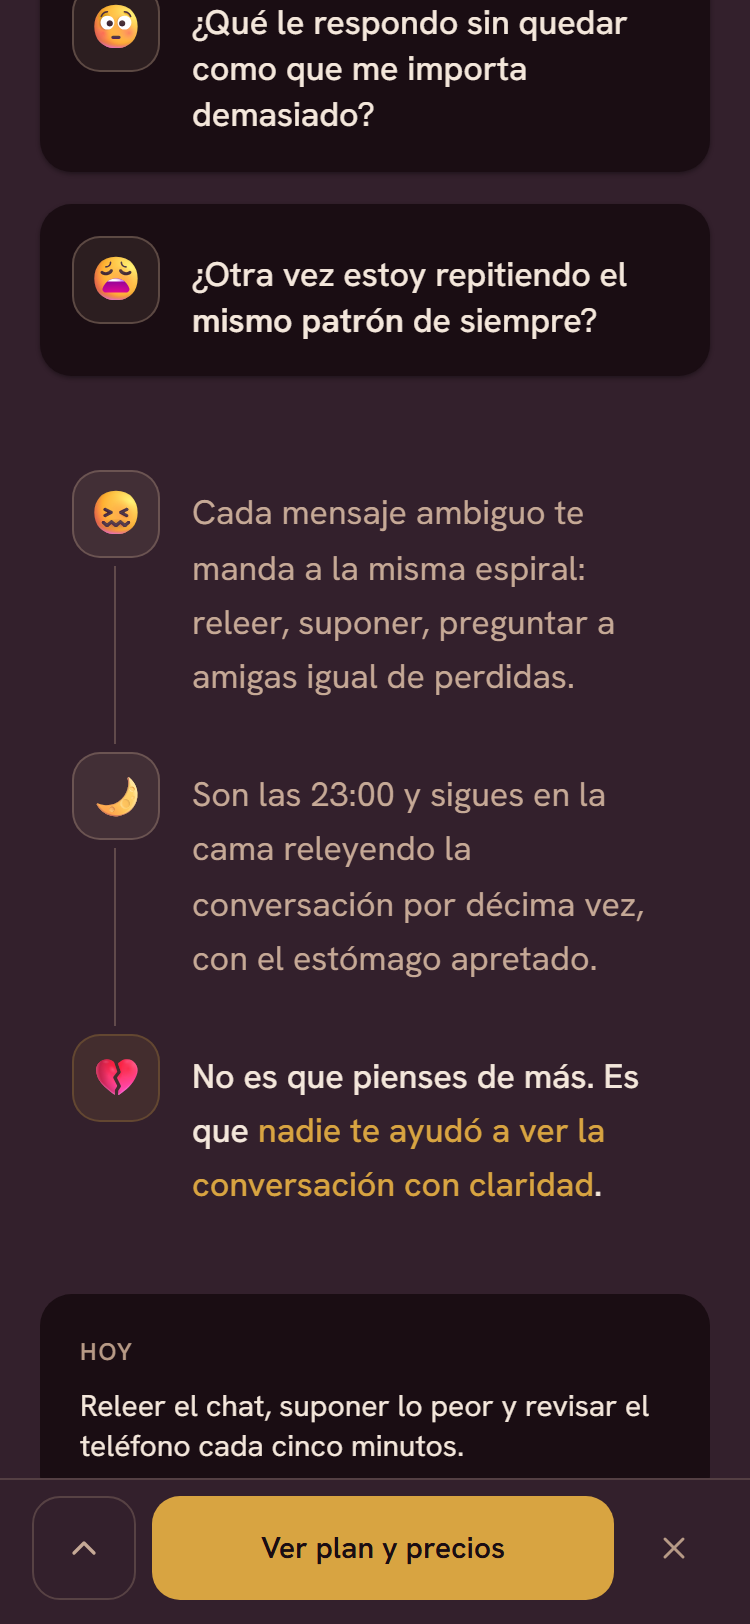 ¿Qué le respondo sin quedar
como que me importa
demasiado?
¿Otra vez estoy repitiendo el
mismo patrón de siempre?
Cada mensaje ambiguo te
manda a la misma espiral:
releer, suponer, preguntar a
amigas igual de perdidas.
Son las 23:00 y sigues en la
cama releyendo la
conversación por décima vez,
con el estómago apretado.
No es que pienses de más. Es
que nadie te ayudó a ver la
conversación con claridad.
HOY
Releer el chat, suponer lo peor y revisar el
teléfono cada cinco minutos.
Ver plan y precios